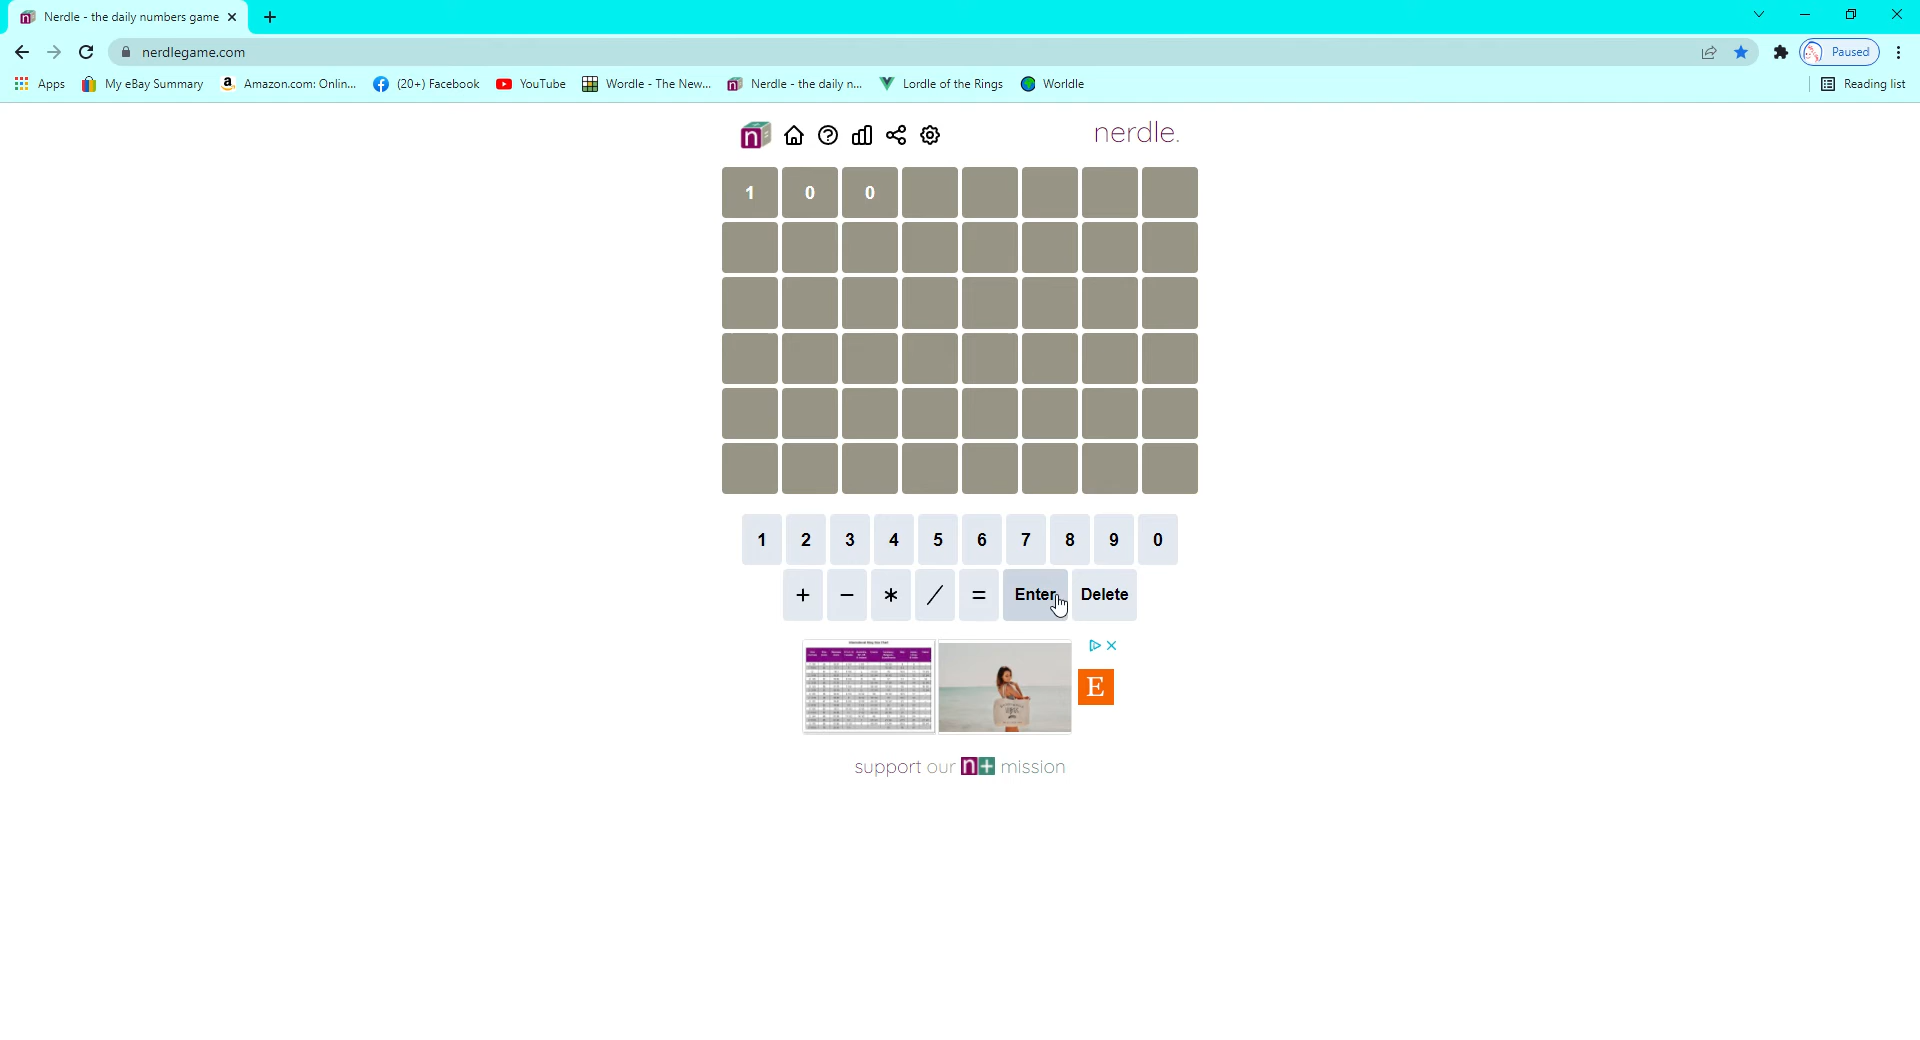 Nerdle - the daily numbers game
nerdlegame.com
Paused
Apps
My eBay Summary
Amazon.com: Onlin...
(20+) Facebook
YouTube
Wordle - The New...
Nerdle - the daily n...
Lordle of the Rings
Worldle
Reading list
n
nerdle.
1 0 0
1 2 3 4 5 6 7 8 9 0
+ - * / = Enter Delete
E
support our n+ mission